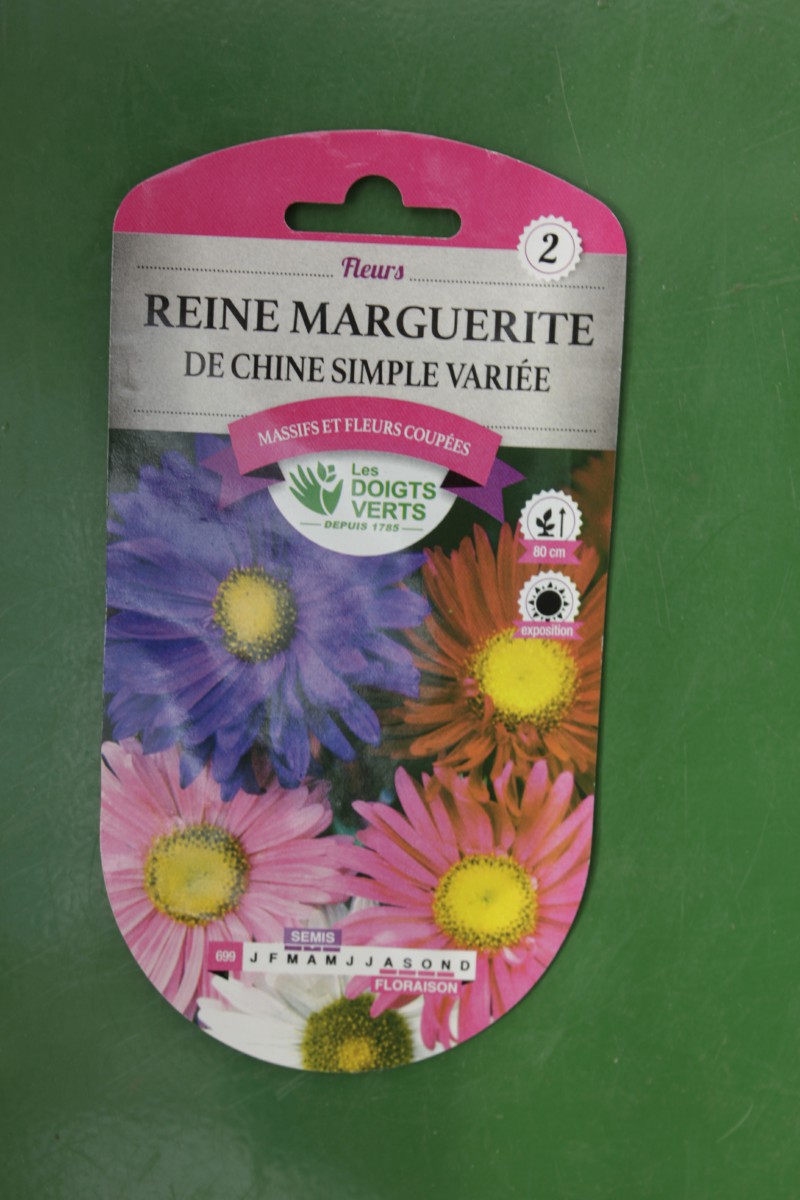 2
Fleurs
REINE MARGUERITE
DE CHINE SIMPLE VARIÉE
MASSIFS ET FLEURS COUPÉES
Les
DOIGTS
VERTS
DEPUIS 1785
80 cm
exposition
SEMIS
699 J F M A M J J A S O N D
FLORAISON